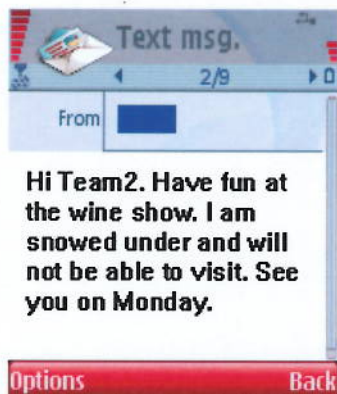 Text msg.
2/9
From
Hi Team2. Have fun at
the wine show. I am
snowed under and will
not be able to visit. See
you on Monday.
Options Back